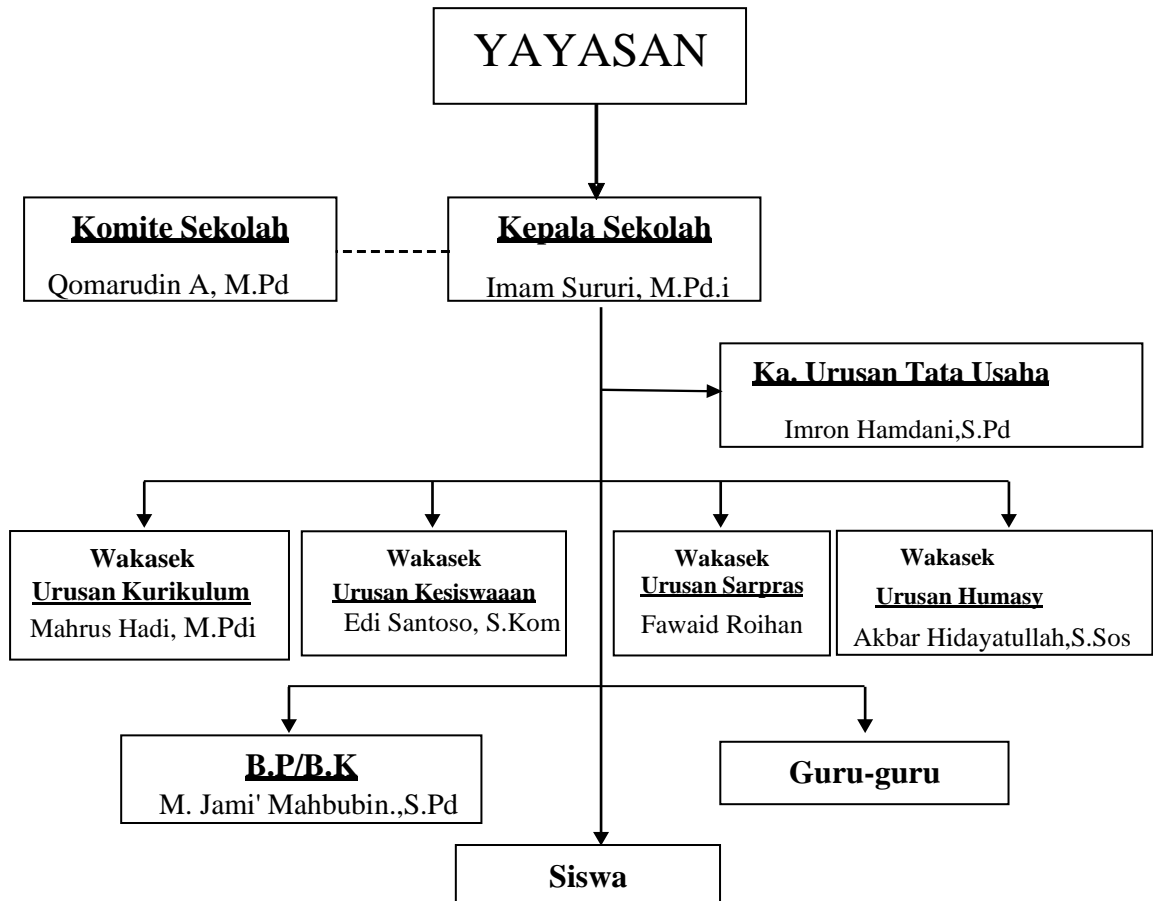 YAYASAN
Komite Sekolah
Qomarudin A, M.Pd
Kepala Sekolah
Imam Sururi, M.Pd.i
Ka. Urusan Tata Usaha
Imron Hamdani,S.Pd
Wakasek
Urusan Kurikulum
Mahrus Hadi, M.Pdi
Wakasek
Urusan Kesiswaaan
Edi Santoso, S.Kom
Wakasek
Urusan Sarpras
Fawaid Roihan
Wakasek
Urusan Humasy
Akbar Hidayatullah,S.Sos
B.P/B.K
M. Jami' Mahbubin.,S.Pd
Guru-guru
Siswa